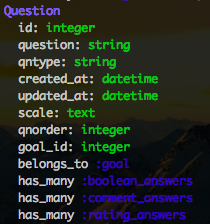 Question
id: integer
question: string
qntype: string
created_at: datetime
updated_at: datetime
scale: text
qnorder: integer
goal_id: integer
belongs_to :goal
has_many :boolean_answers
has_many :comment_answers
has_many :rating_answers